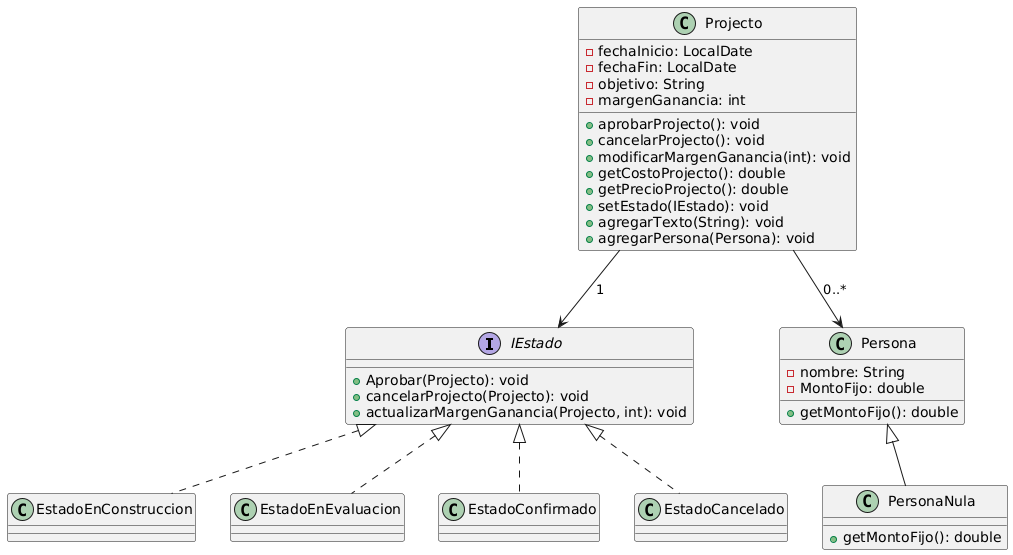 C Projecto
fechaInicio: LocalDate
fechaFin: LocalDate
objetivo: String
margenGanancia: int
aprobarProjecto(): void
cancelarProjecto(): void
modificarMargenGanancia(int): void
getCostoProjecto(): double
getPrecioProjecto(): double
setEstado(IEstado): void
agregarTexto(String): void
agregarPersona(Persona): void
1
0..*
I IEstado
Aprobar(Projecto): void
cancelarProjecto(Projecto): void
actualizarMargenGanancia(Projecto, int): void
C Persona
nombre: String
MontoFijo: double
getMontoFijo(): double
C EstadoEnConstruccion
C EstadoEnEvaluacion
C EstadoConfirmado
C EstadoCancelado
C PersonaNula
getMontoFijo(): double